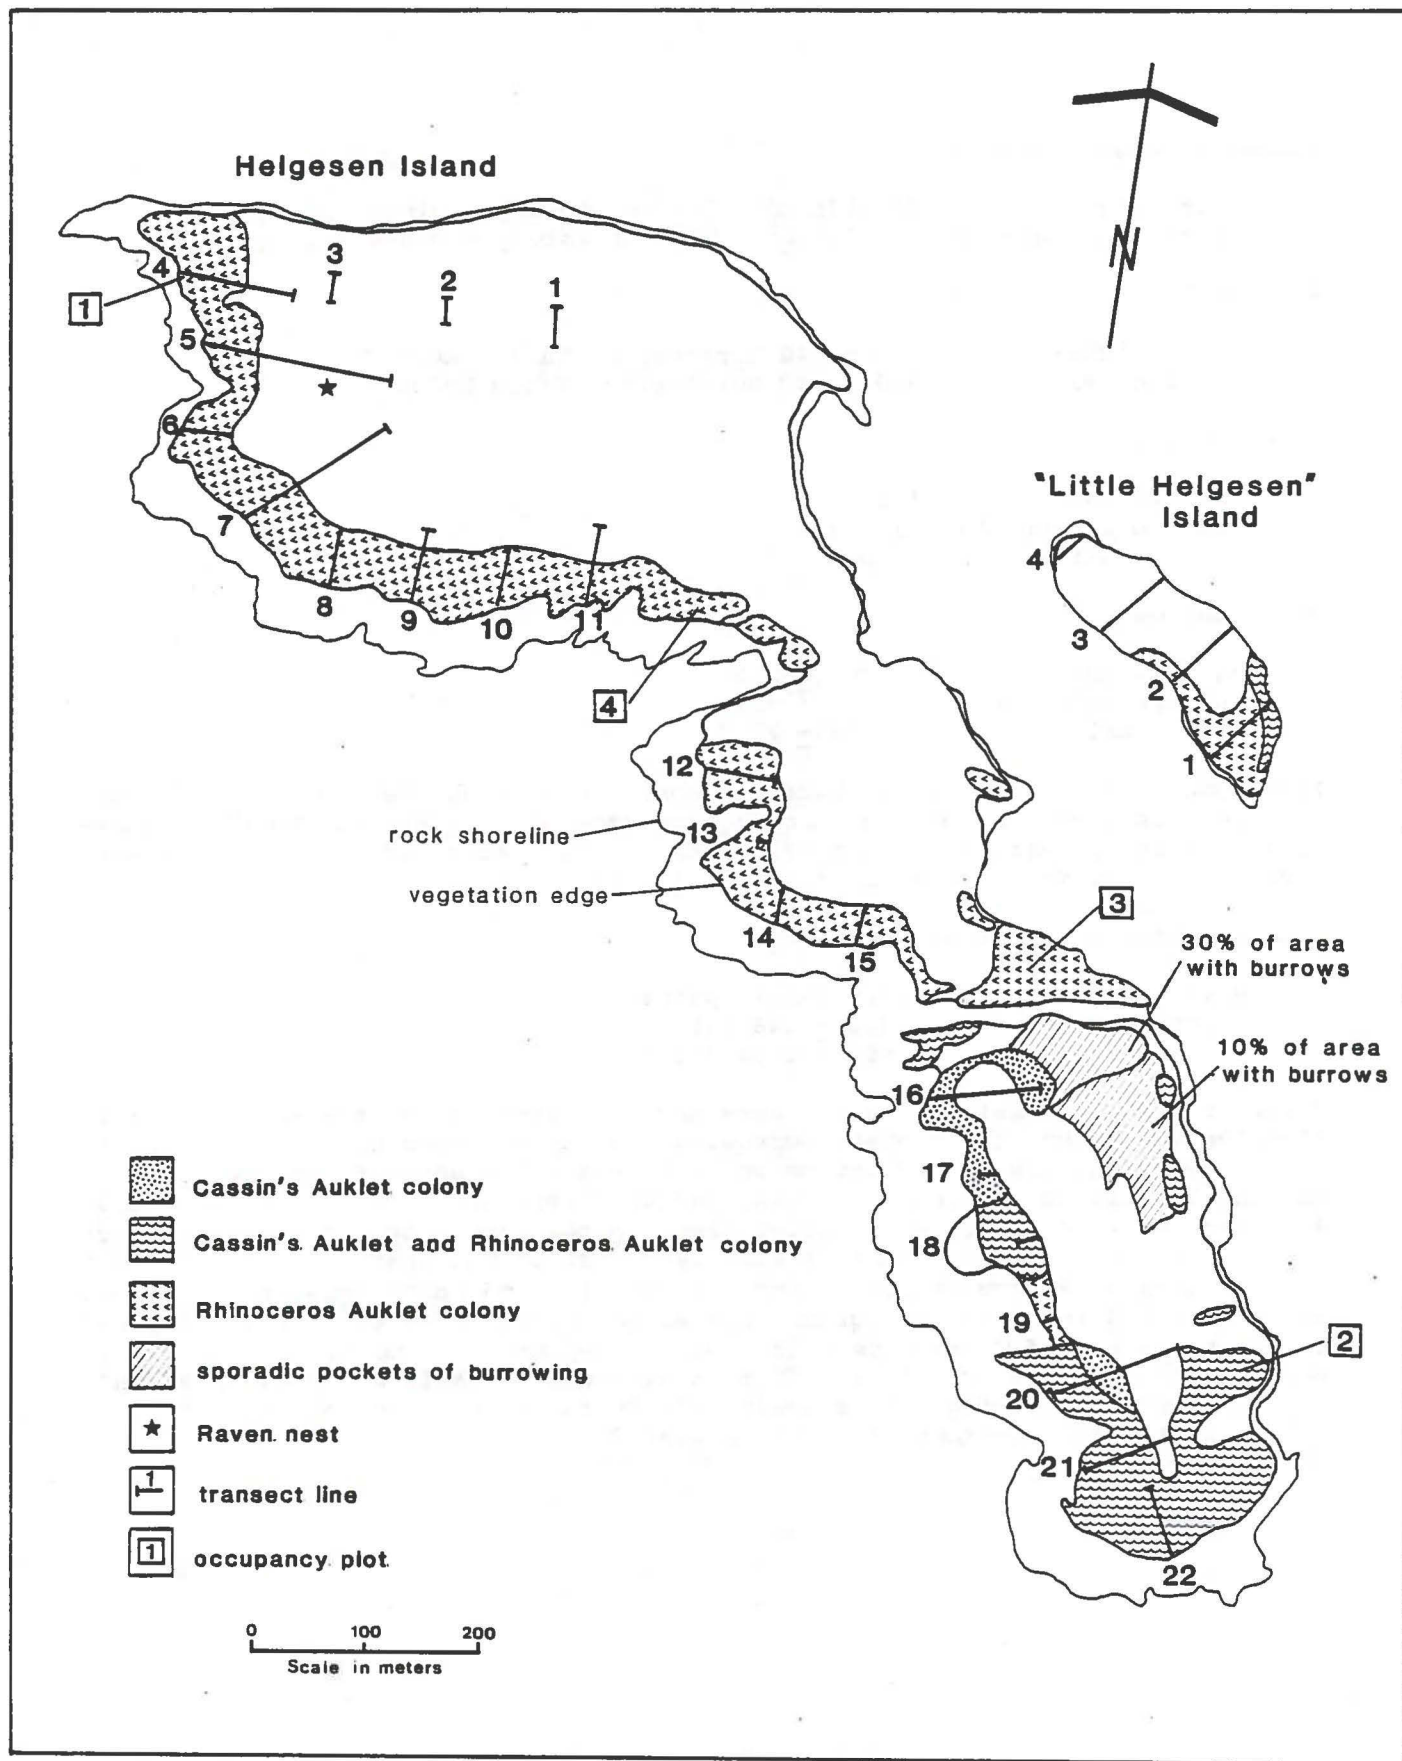 Helgesen Island
N
3
2
1
4
1
5
6
7
8
9
10
11
4
"Little Helgesen"
Island
4
3
2
1
12
rock shoreline
13
vegetation edge
14
15
3
30% of area
with burrows
10% of area
with burrows
16
17
18
19
2
20
21
22
Cassin's Auklet colony
Cassin's Auklet and Rhinoceros Auklet colony
Rhinoceros Auklet colony
sporadic pockets of burrowing
Raven nest
1
transect line
1
occupancy plot
0 100 200
Scale in meters